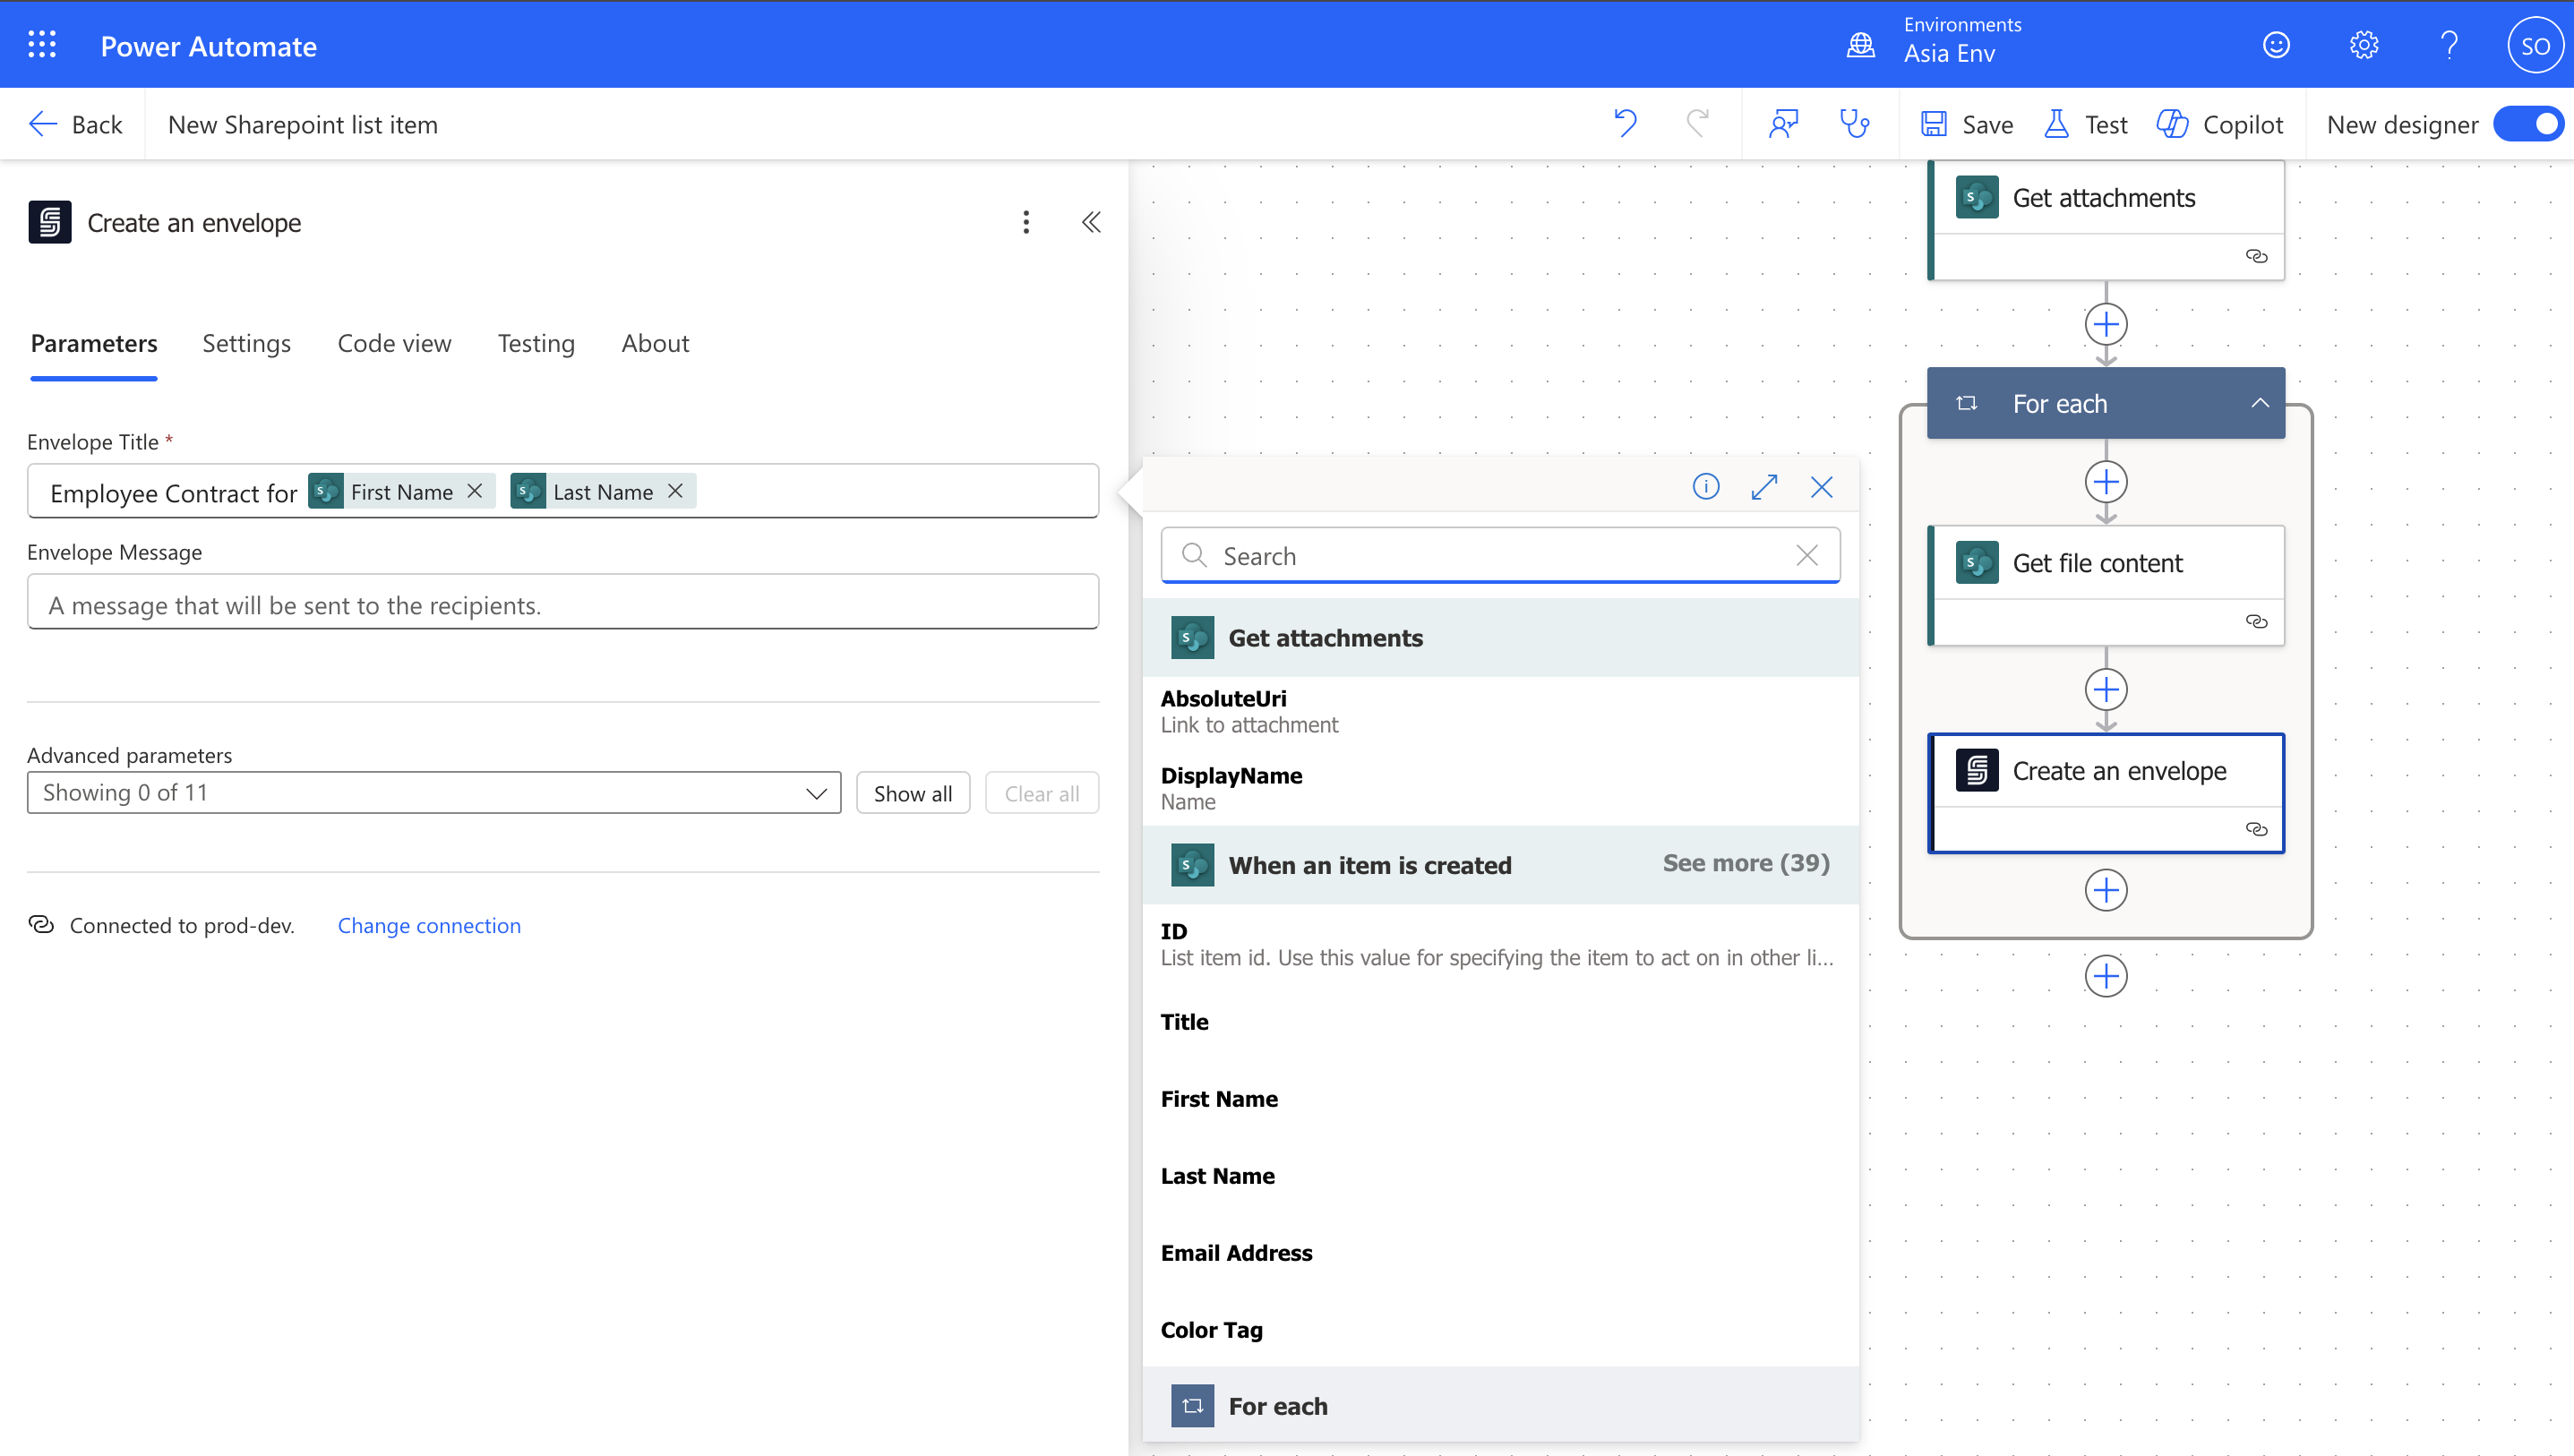 Power Automate
Environments
Asia Env
SO
Back
New Sharepoint list item
Save
Test
Copilot
New designer
Create an envelope
Parameters
Settings
Code view
Testing
About
Envelope Title *
Employee Contract for First Name Last Name
Envelope Message
A message that will be sent to the recipients.
Advanced parameters
Showing 0 of 11
Show all
Clear all
Connected to prod-dev.
Change connection
Search
Get attachments
AbsoluteUri
Link to attachment
DisplayName
Name
When an item is created
See more (39)
ID
List item id. Use this value for specifying the item to act on in other li...
Title
First Name
Last Name
Email Address
Color Tag
For each
Get attachments
For each
Get file content
Create an envelope